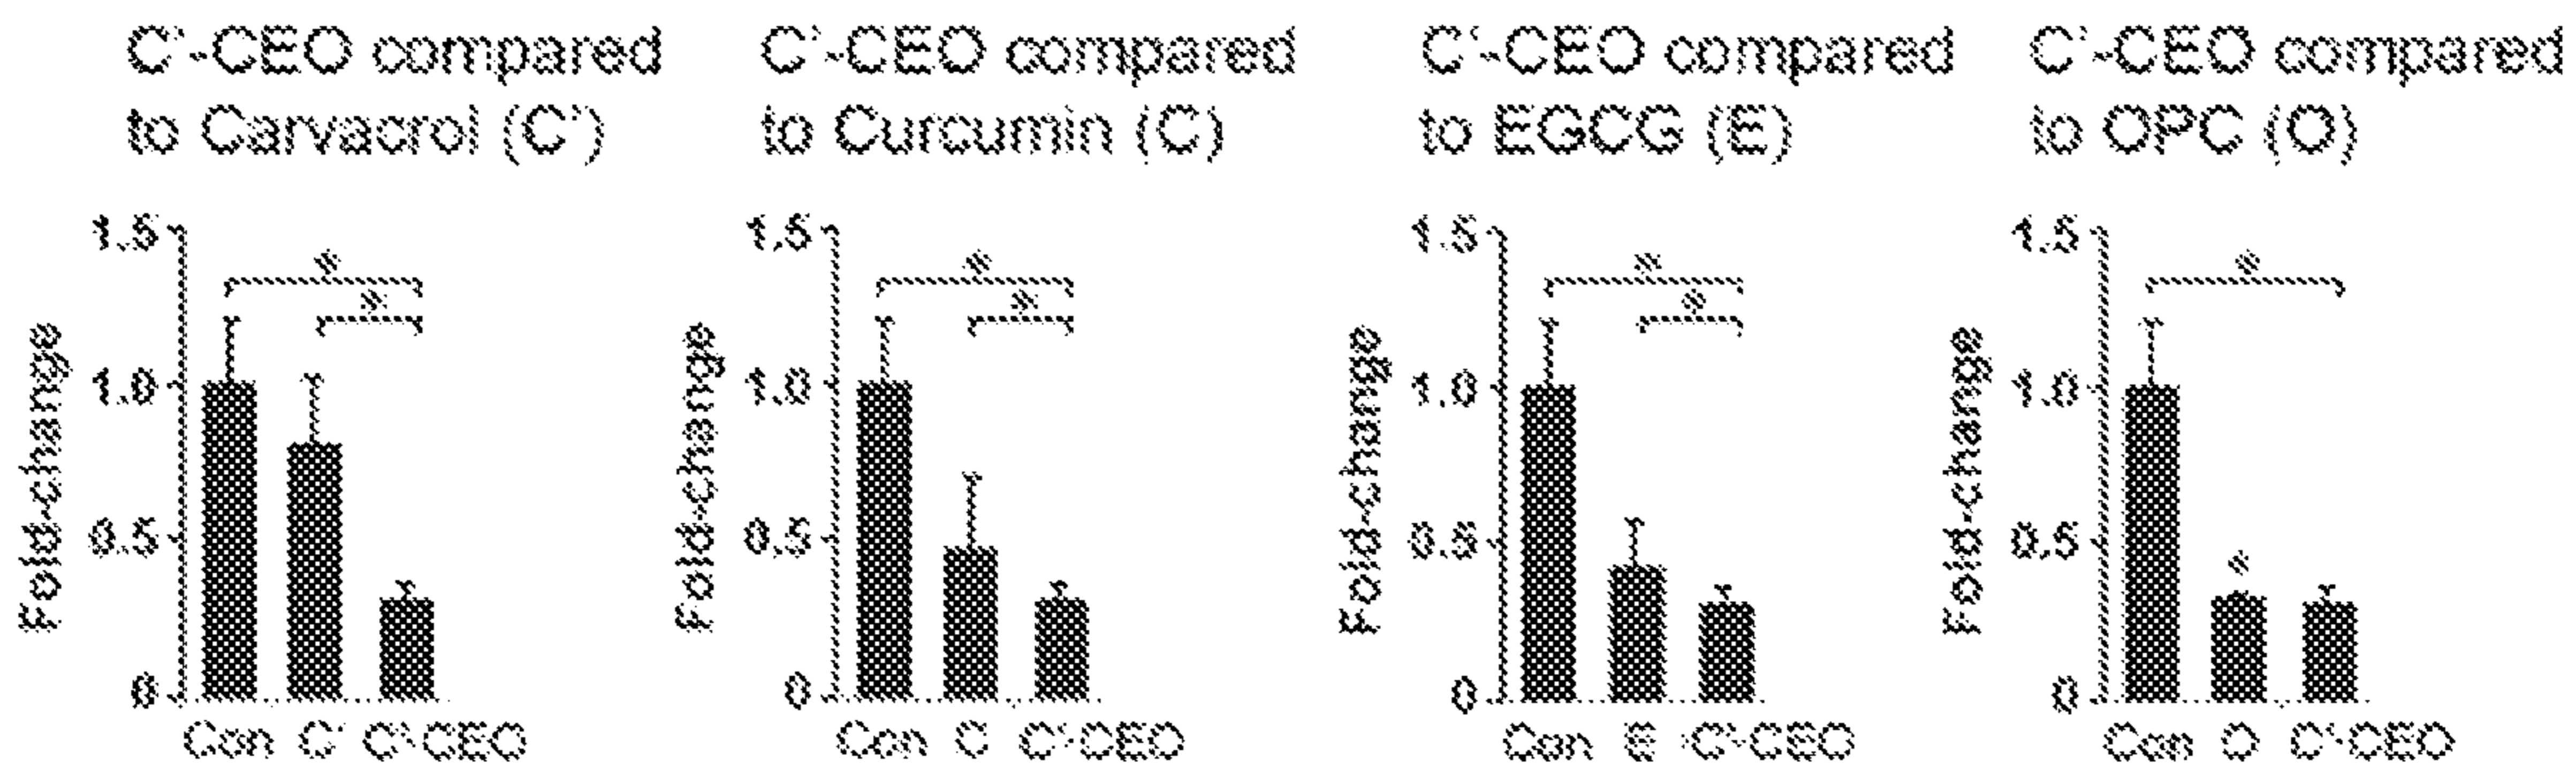 C'-CEO compared
to Carvacrol (C')
C'-CEO compared
to Curcumin (C)
C'-CEO compared
to EGCG (E)
C'-CEO compared
to OPC (O)
Fold-change
1.5
1.0
0.5
0
*
*
Con C' C'-CEO
Fold-change
1.5
1.0
0.5
0
*
*
Con C C'-CEO
Fold-change
1.5
1.0
0.5
0
*
*
Con E C'-CEO
Fold-change
1.5
1.0
0.5
0
*
*
Con O C'-CEO